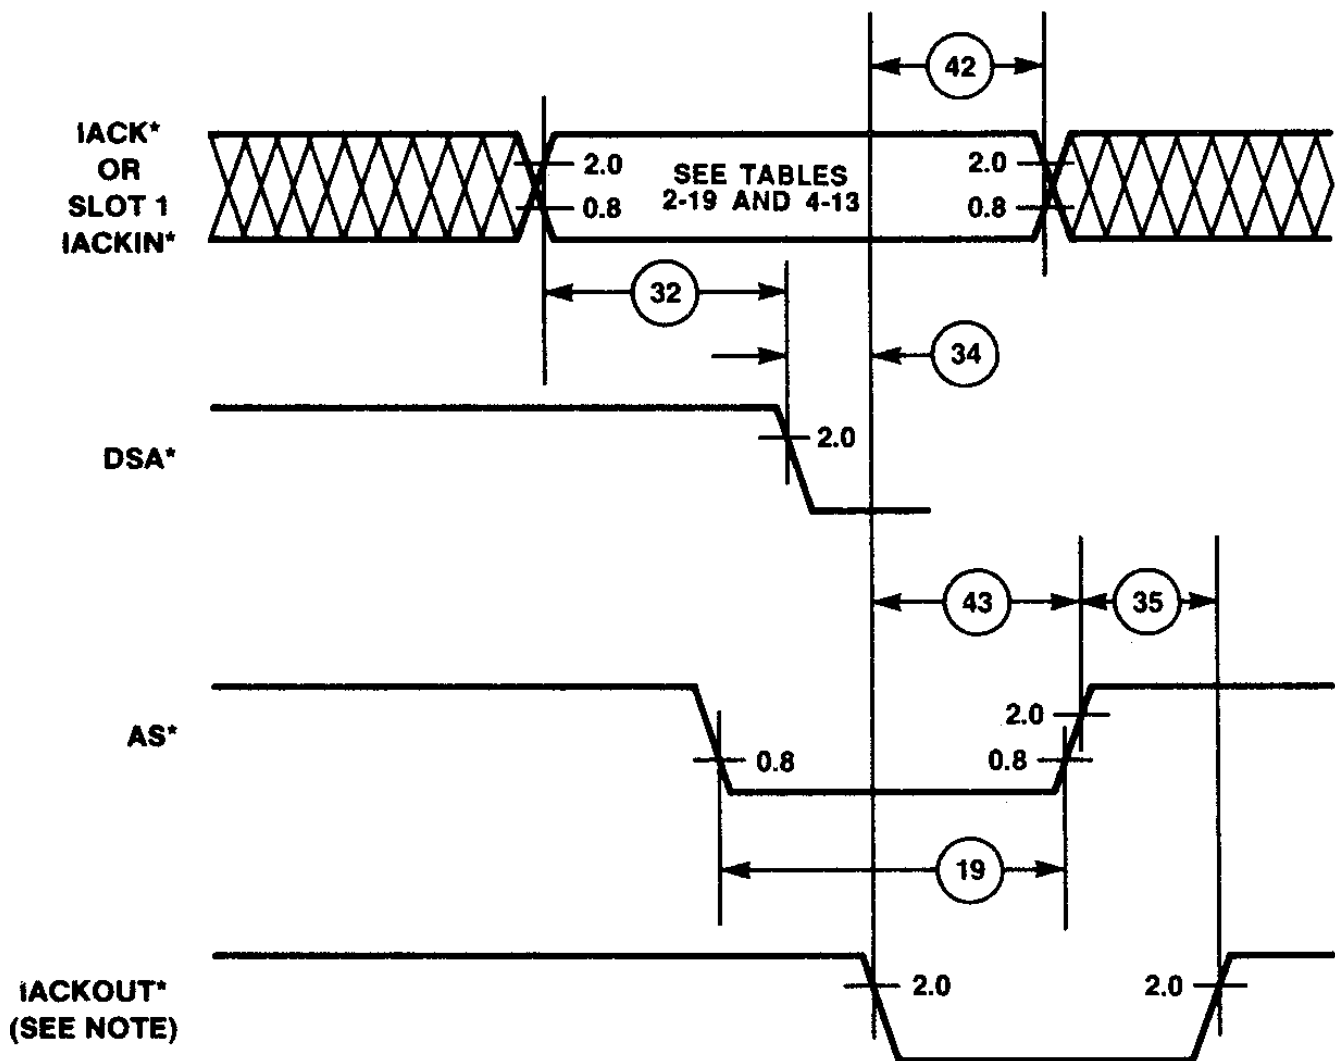 42
IACK*
OR
SLOT 1
IACKIN*
2.0
0.8
SEE TABLES
2-19 AND 4-13
2.0
0.8
32
34
DSA*
2.0
43
35
AS*
0.8
2.0
0.8
19
IACKOUT*
(SEE NOTE)
2.0
2.0